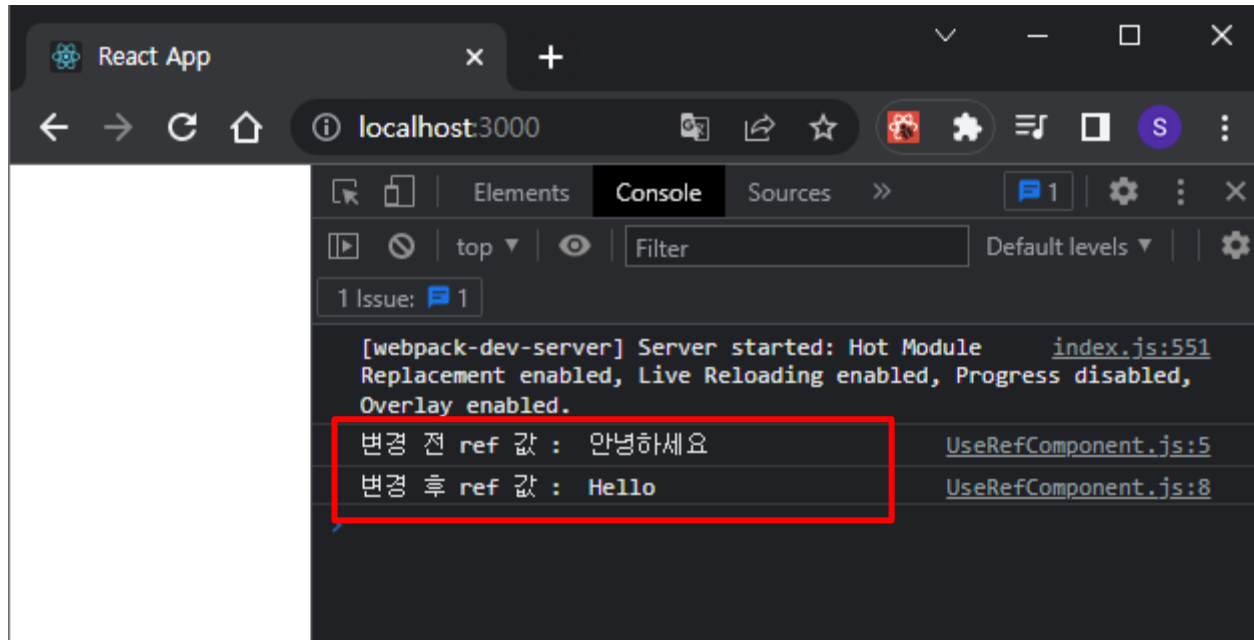 React App
localhost:3000
S
Elements Console Sources
1
top Filter Default levels
1 Issue: 1
[webpack-dev-server] Server started: Hot Module index.js:551
Replacement enabled, Live Reloading enabled, Progress disabled,
Overlay enabled.
변경 전 ref 값 : 안녕하세요 UseRefComponent.js:5
변경 후 ref 값 : Hello UseRefComponent.js:8